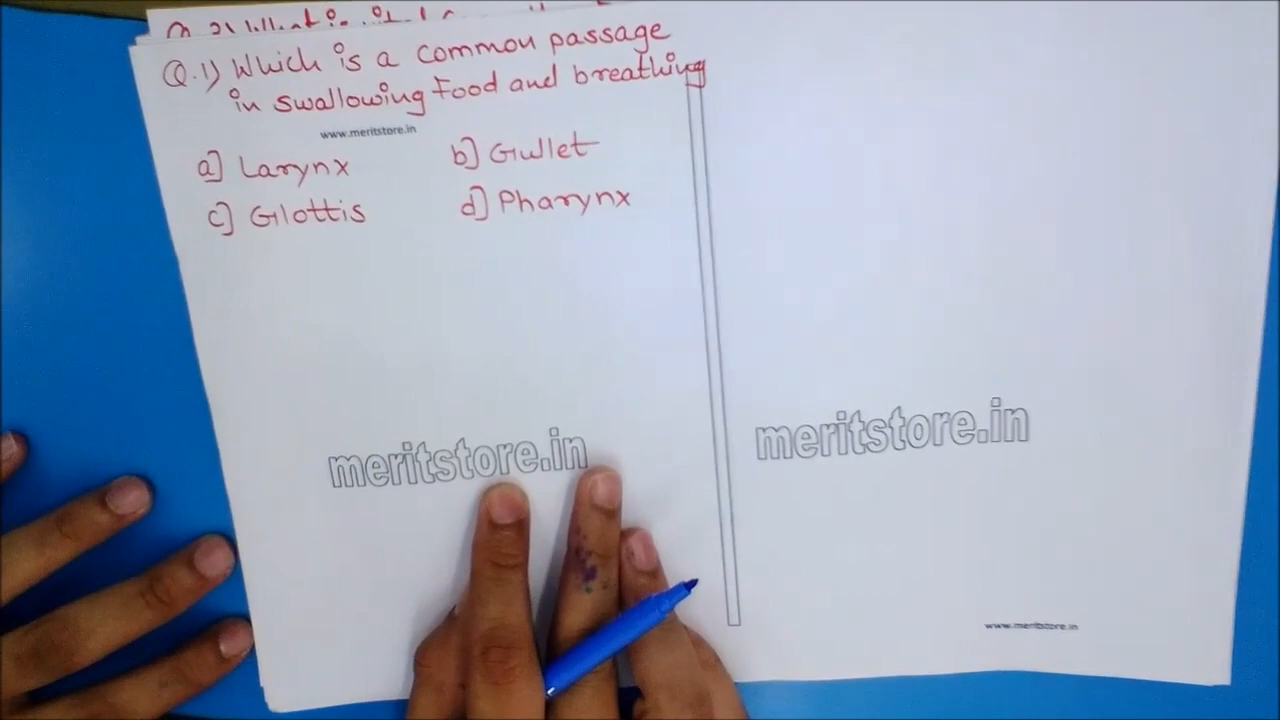 Q.1) Which is a common passage
in swallowing Food and breathing
www.meritstore.in
a] Larynx b] Gullet
c] Glottis d] Pharynx
meritstore.in meritstore.in
www.meritstore.in